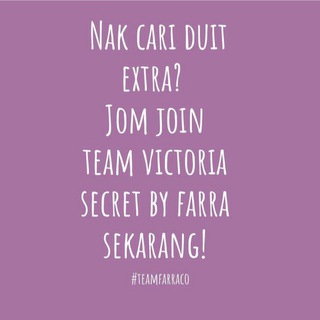 NAK CARI DUIT
EXTRA?
JOM JOIN
TEAM VICTORIA
SECRET BY FARRA
SEKARANG!
#TEAMFARRACO